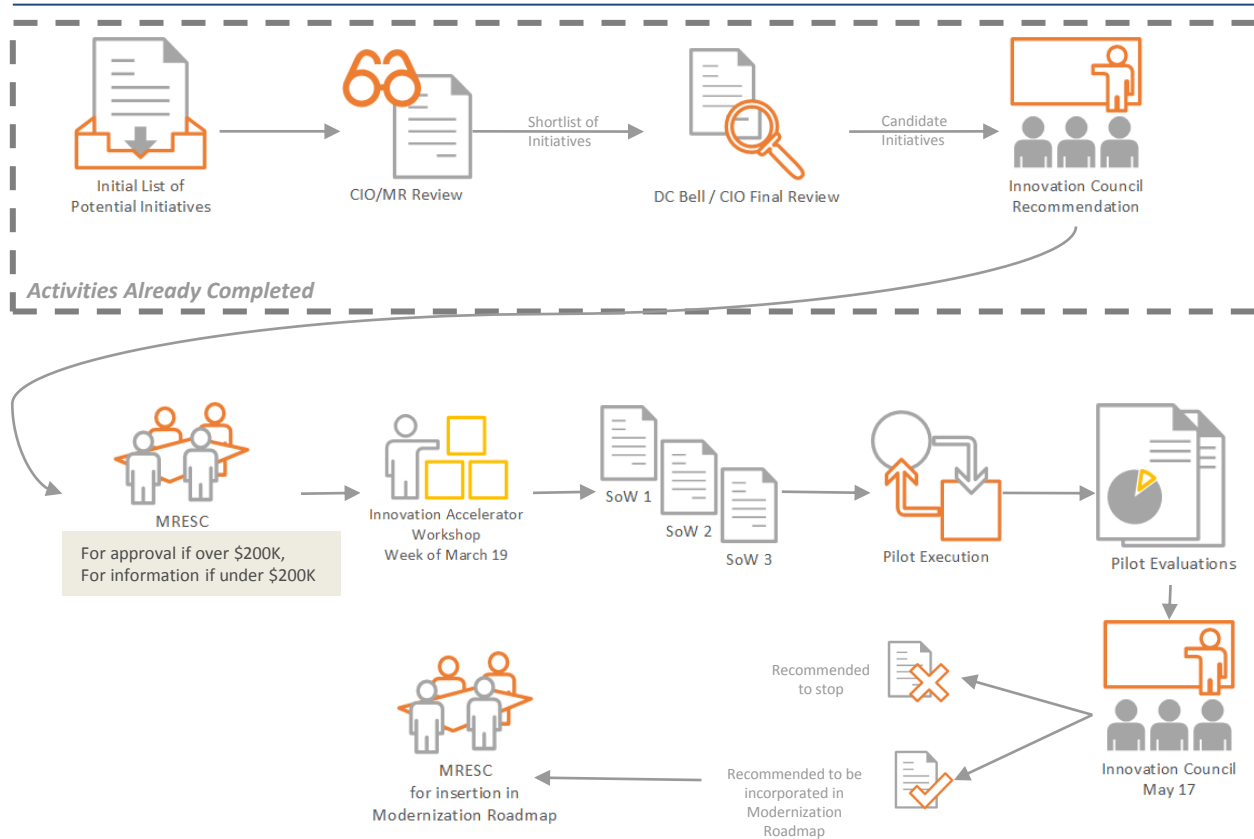 Initial List of
Potential Initiatives
CIO/MR Review
Shortlist of
Initiatives
DC Bell / CIO Final Review
Candidate
Initiatives
Innovation Council
Recommendation
Activities Already Completed
MRESC
For approval if over $200K,
For information if under $200K
Innovation Accelerator
Workshop
Week of March 19
SoW 1
SoW 2
SoW 3
Pilot Execution
Pilot Evaluations
Innovation Council
May 17
Recommended
to stop
Recommended to be
incorporated in
Modernization
Roadmap
MRESC
for insertion in
Modernization Roadmap